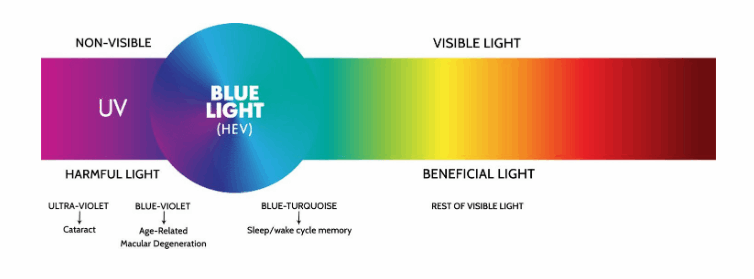 NON-VISIBLE
VISIBLE LIGHT
UV
BLUE
LIGHT
(HEV)
HARMFUL LIGHT
BENEFICIAL LIGHT
ULTRA-VIOLET
Cataract
BLUE-VIOLET
Age-Related
Macular Degeneration
BLUE-TURQUOISE
Sleep/wake cycle memory
REST OF VISIBLE LIGHT